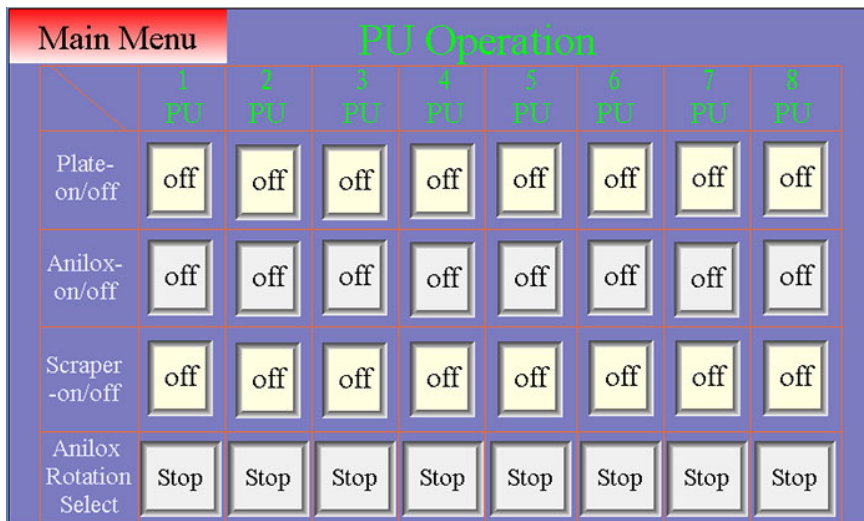 Main Menu PU Operation
1 2 3 4 5 6 7 8
PU PU PU PU PU PU PU PU
Plate-
on/off
off off off off off off off off
Anilox-
on/off
off off off off off off off off
Scraper
-on/off
off off off off off off off off
Anilox
Rotation
Select
Stop Stop Stop Stop Stop Stop Stop Stop